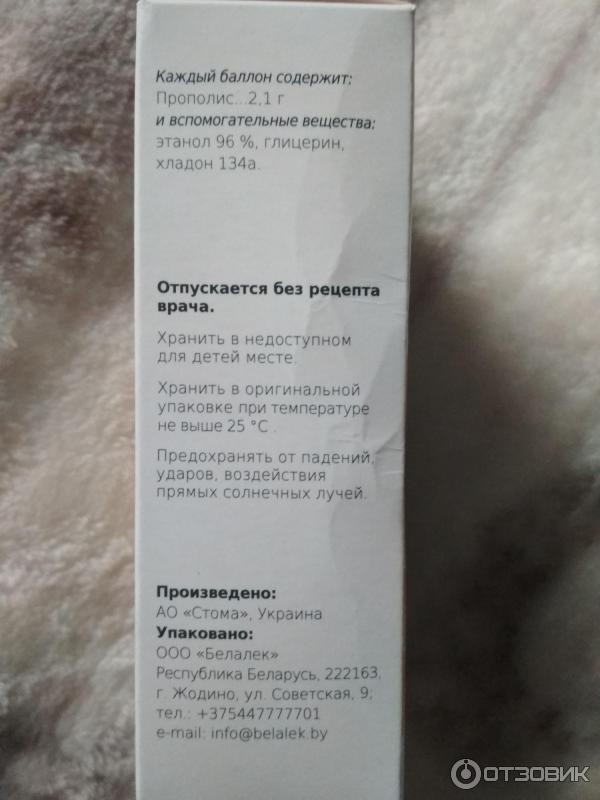 Каждый баллон содержит:
Прополис...2,1 г
и вспомогательные вещества:
этанол 96 %, глицерин,
хладон 134а.
Отпускается без рецепта
врача.
Хранить в недоступном
для детей месте.
Хранить в оригинальной
упаковке при температуре
не выше 25 °C .
Предохранять от падений,
ударов, воздействия
прямых солнечных лучей.
Произведено:
АО «Стома», Украина
Упаковано:
ООО «Белалек»
Республика Беларусь, 222163,
г. Жодино, ул. Советская, 9;
тел.: +375447777701
e-mail: info@belalek.by
ОТЗОВИК